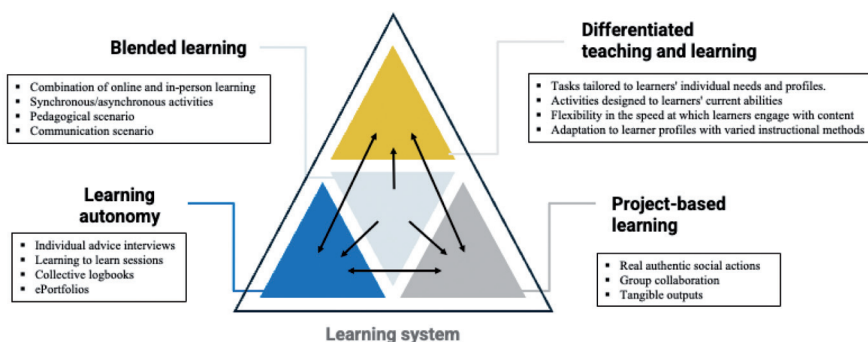 Blended learning
▪ Combination of online and in-person learning
▪ Synchronous/asynchronous activities
▪ Pedagogical scenario
▪ Communication scenario
Differentiated
teaching and learning
▪ Tasks tailored to learners' individual needs and profiles.
▪ Activities designed to learners' current abilities
▪ Flexibility in the speed at which learners engage with content
▪ Adaptation to learner profiles with varied instructional methods
Learning
autonomy
▪ Individual advice interviews
▪ Learning to learn sessions
▪ Collective logbooks
▪ ePortfolios
Project-based
learning
▪ Real authentic social actions
▪ Group collaboration
▪ Tangible outputs
Learning system